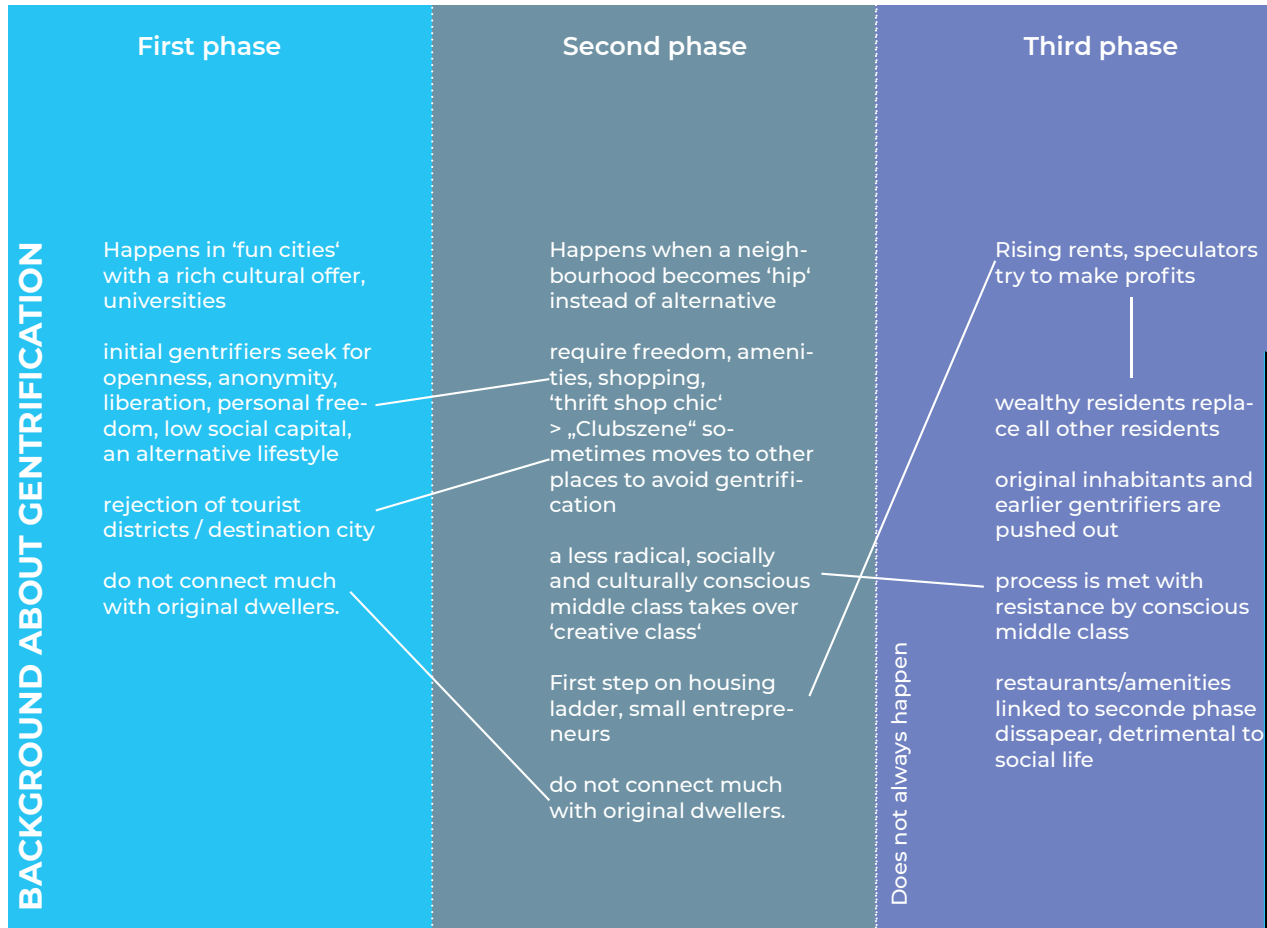 BACKGROUND ABOUT GENTRIFICATION
First phase
Happens in ‘fun cities‘
with a rich cultural offer,
universities
initial gentrifiers seek for
openness, anonymity,
liberation, personal free-
dom, low social capital,
an alternative lifestyle
rejection of tourist
districts / destination city
do not connect much
with original dwellers.
Second phase
Happens when a neigh-
bourhood becomes ‘hip‘
instead of alternative
require freedom, ameni-
ties, shopping,
‘thrift shop chic‘
> „Clubszene“ so-
metimes moves to other
places to avoid gentrifi-
cation
a less radical, socially
and culturally conscious
middle class takes over
‘creative class‘
First step on housing
ladder, small entrepre-
neurs
do not connect much
with original dwellers.
Third phase
Does not always happen
Rising rents, speculators
try to make profits
wealthy residents repla-
ce all other residents
original inhabitants and
earlier gentrifiers are
pushed out
process is met with
resistance by conscious
middle class
restaurants/amenities
linked to seconde phase
dissapear, detrimental to
social life